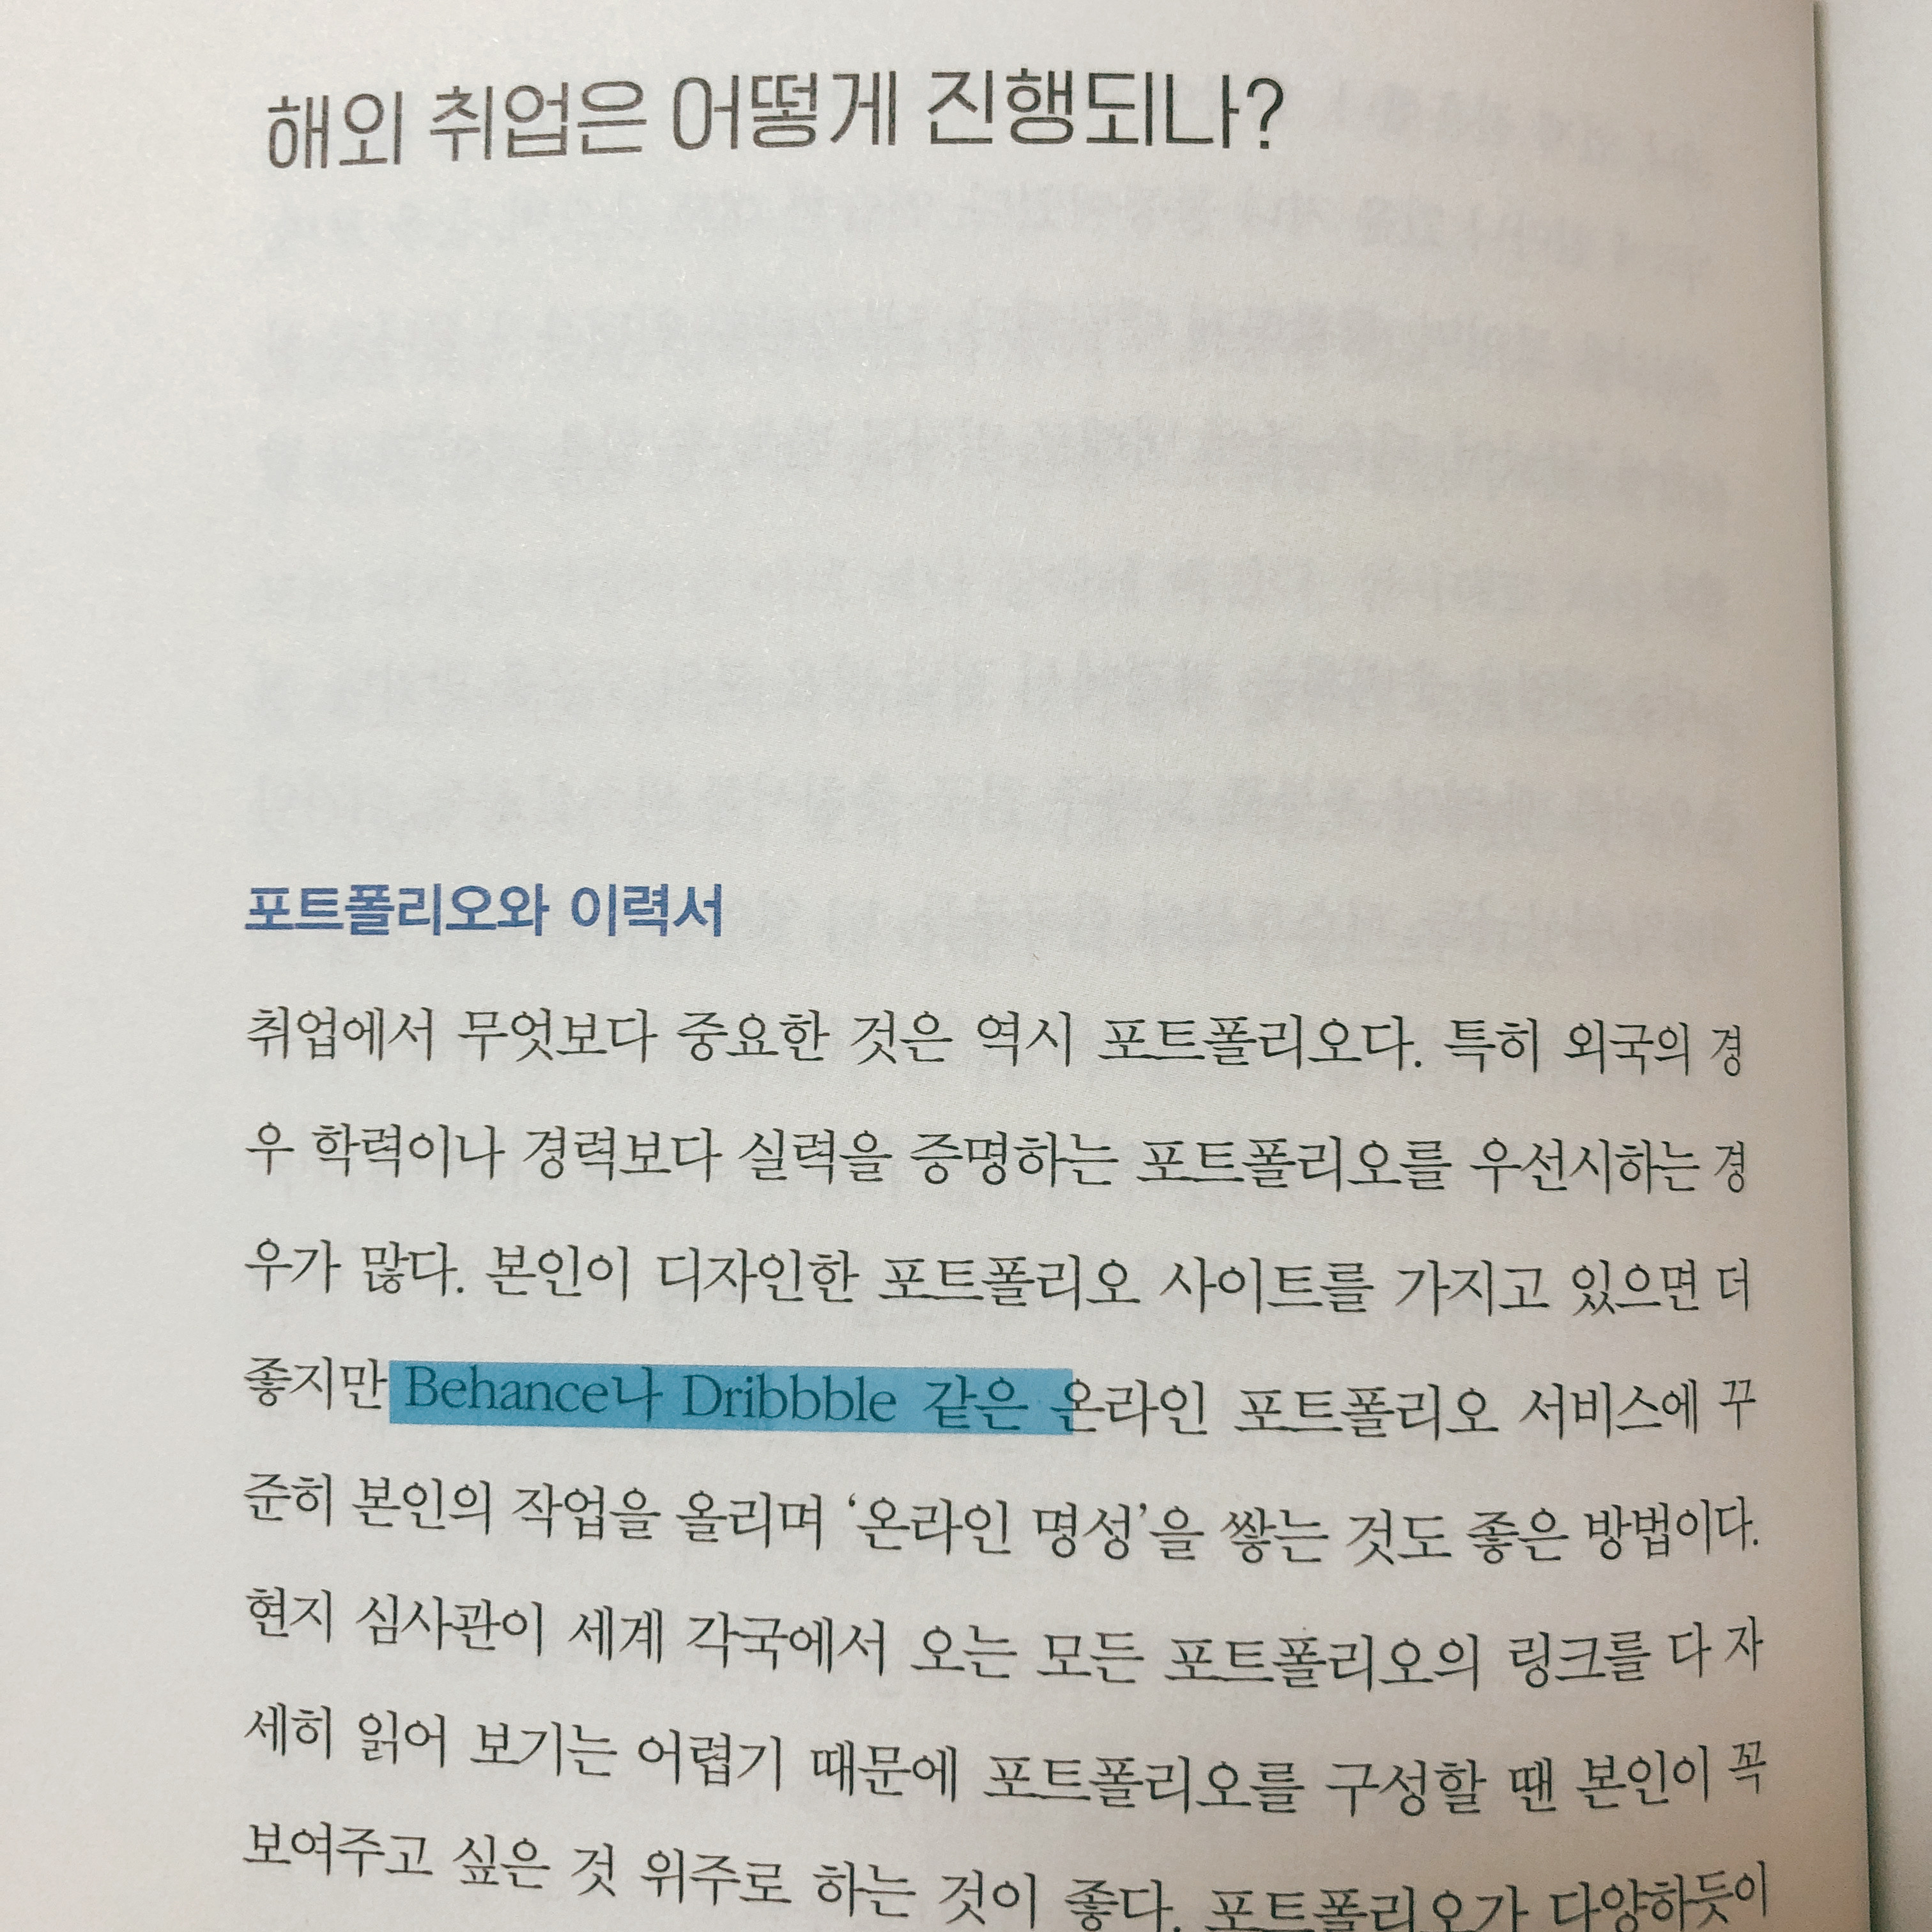 해외 취업은 어떻게 진행되나?
포트폴리오와 이력서
취업에서 무엇보다 중요한 것은 역시 포트폴리오다. 특히 외국의 경
우 학력이나 경력보다 실력을 증명하는 포트폴리오를 우선시하는 경
우가 많다. 본인이 디자인한 포트폴리오 사이트를 가지고 있으면 더
좋지만 Behance나 Dribbble 같은 온라인 포트폴리오 서비스에 꾸
준히 본인의 작업을 올리며 ‘온라인 명성’을 쌓는 것도 좋은 방법이다.
현지 심사관이 세계 각국에서 오는 모든 포트폴리오의 링크를 다 자
세히 읽어 보기는 어렵기 때문에 포트폴리오를 구성할 땐 본인이 꼭
보여주고 싶은 것 위주로 하는 것이 좋다. 포트폴리오가 다양하듯이